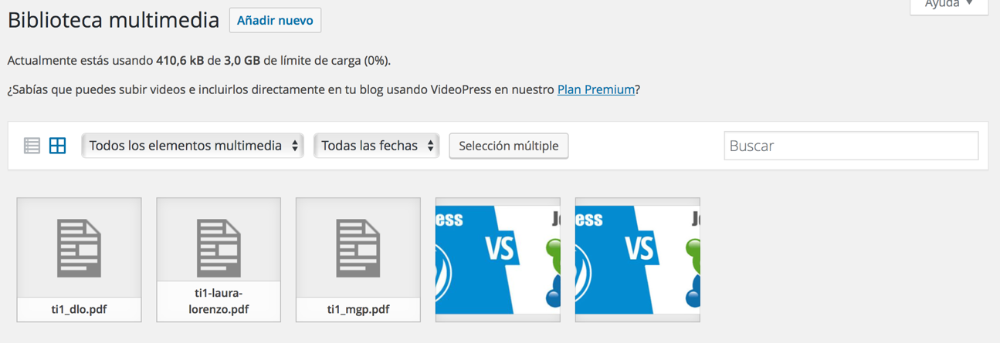 Ayuda ▼
Biblioteca multimedia Añadir nuevo
Actualmente estás usando 410,6 kB de 3,0 GB de límite de carga (0%).
¿Sabías que puedes subir videos e incluirlos directamente en tu blog usando VideoPress en nuestro Plan Premium?
Todos los elementos multimedia Todas las fechas Selección múltiple Buscar
ti1_dlo.pdf
ti1-laura-
lorenzo.pdf
ti1_mgp.pdf
ess VS J
ess VS J